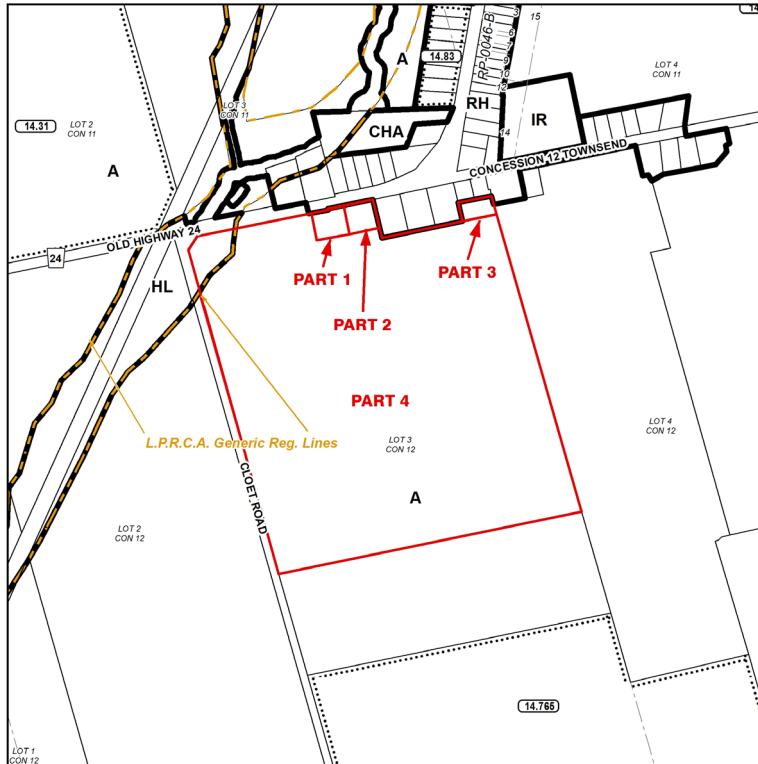 14.
15
3
6
7
9
10
12
14
RP-0046-B
A
14.83
LOT 4
CON 11
LOT 3
CON 11
14.31
LOT 2
CON 11
CHA
RH
IR
A
CONCESSION 12 TOWNSEND
OLD HIGHWAY 24
24
HL
PART 1
PART 2
PART 3
PART 4
L.P.R.C.A. Generic Reg. Lines
LOT 3
CON 12
LOT 4
CON 12
A
CLOET ROAD
LOT 2
CON 12
14.765
LOT 1
CON 12